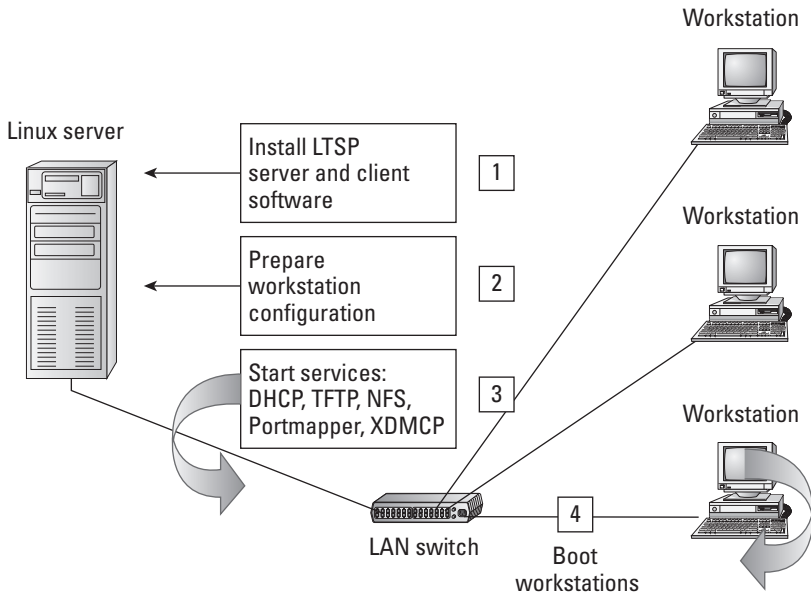 Workstation
Linux server
Install LTSP
server and client
software
1
Workstation
Prepare
workstation
configuration
2
Start services:
DHCP, TFTP, NFS,
Portmapper, XDMCP
3
Workstation
4
LAN switch
Boot
workstations